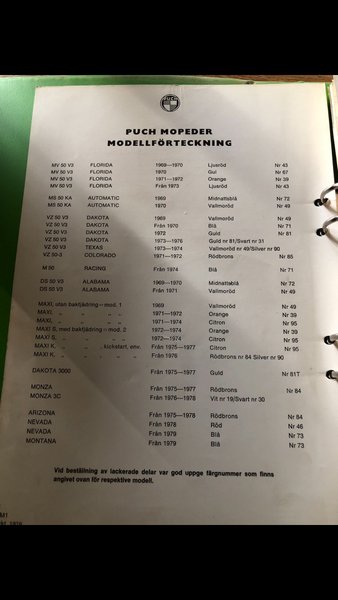 PUCH
PUCH MOPEDER
MODELLFÖRTECKNING
MV 50 V3 FLORIDA 1969—1970 Ljusröd Nr 43
MV 50 V3 FLORIDA 1970 Gul Nr 67
MV 50 V3 FLORIDA 1971—1972 Orange Nr 39
MV 50 V3 FLORIDA Från 1973 Blå Nr 43
MS 50 KA AUTOMATIC 1969 Midnattsblå Nr 72
MS 50 KA AUTOMATIC 1970 Vallmoröd Nr 49
VZ 50 V3 DAKOTA 1969 Vallmoröd Nr 49
VZ 50 V3 DAKOTA Från 1970 Blå Nr 71
VZ 50 V3 DAKOTA 1972 Guld Nr 81
VZ 50 V3 DAKOTA 1973—1976 Guld nr 81/Svart nr 31
VZ 50 V3 TEXAS 1973—1974 Vallmoröd nr 49/Silver nr 90
VZ 50-3 COLORADO 1971—1972 Rödbrons Nr 85
M 50 RACING Från 1974 Blå Nr 71
DS 50 V3 ALABAMA 1969—1970 Midnattsblå Nr 72
DS 50 V3 ALABAMA Från 1971 Vallmoröd Nr 49
MAXI, utan bakfjädring – mod. 1 1969 Vallmoröd Nr 49
MAXI, „ „ „ „ 1971—1972 Orange Nr 39
MAXI, „ „ „ „ 1971—1974 Citron Nr 95
MAXI S, med bakfjädring – mod. 2 1972—1974 Orange Nr 39
MAXI S, „ „ „ „ 1972—1974 Citron Nr 95
MAXI K, „ „ , kickstart, env. Från 1975—1977 Citron Nr 95
MAXI K, „ „ „ „ Från 1976 Rödbrons nr 84 Silver nr 90
DAKOTA 3000 Från 1975—1977 Guld Nr 81T
MONZA Från 1975—1977 Rödbrons Nr 84
MONZA 3C Från 1976—1978 Vit nr 19/Svart nr 30
ARIZONA Från 1975—1978 Rödbrons Nr 84
NEVADA Från 1978 Röd Nr 46
NEVADA Från 1979 Blå Nr 73
MONTANA Från 1979 Blå Nr 73
Vid beställning av lackerade delar var god uppge färgnummer som finns
angivet ovan för respektive modell.